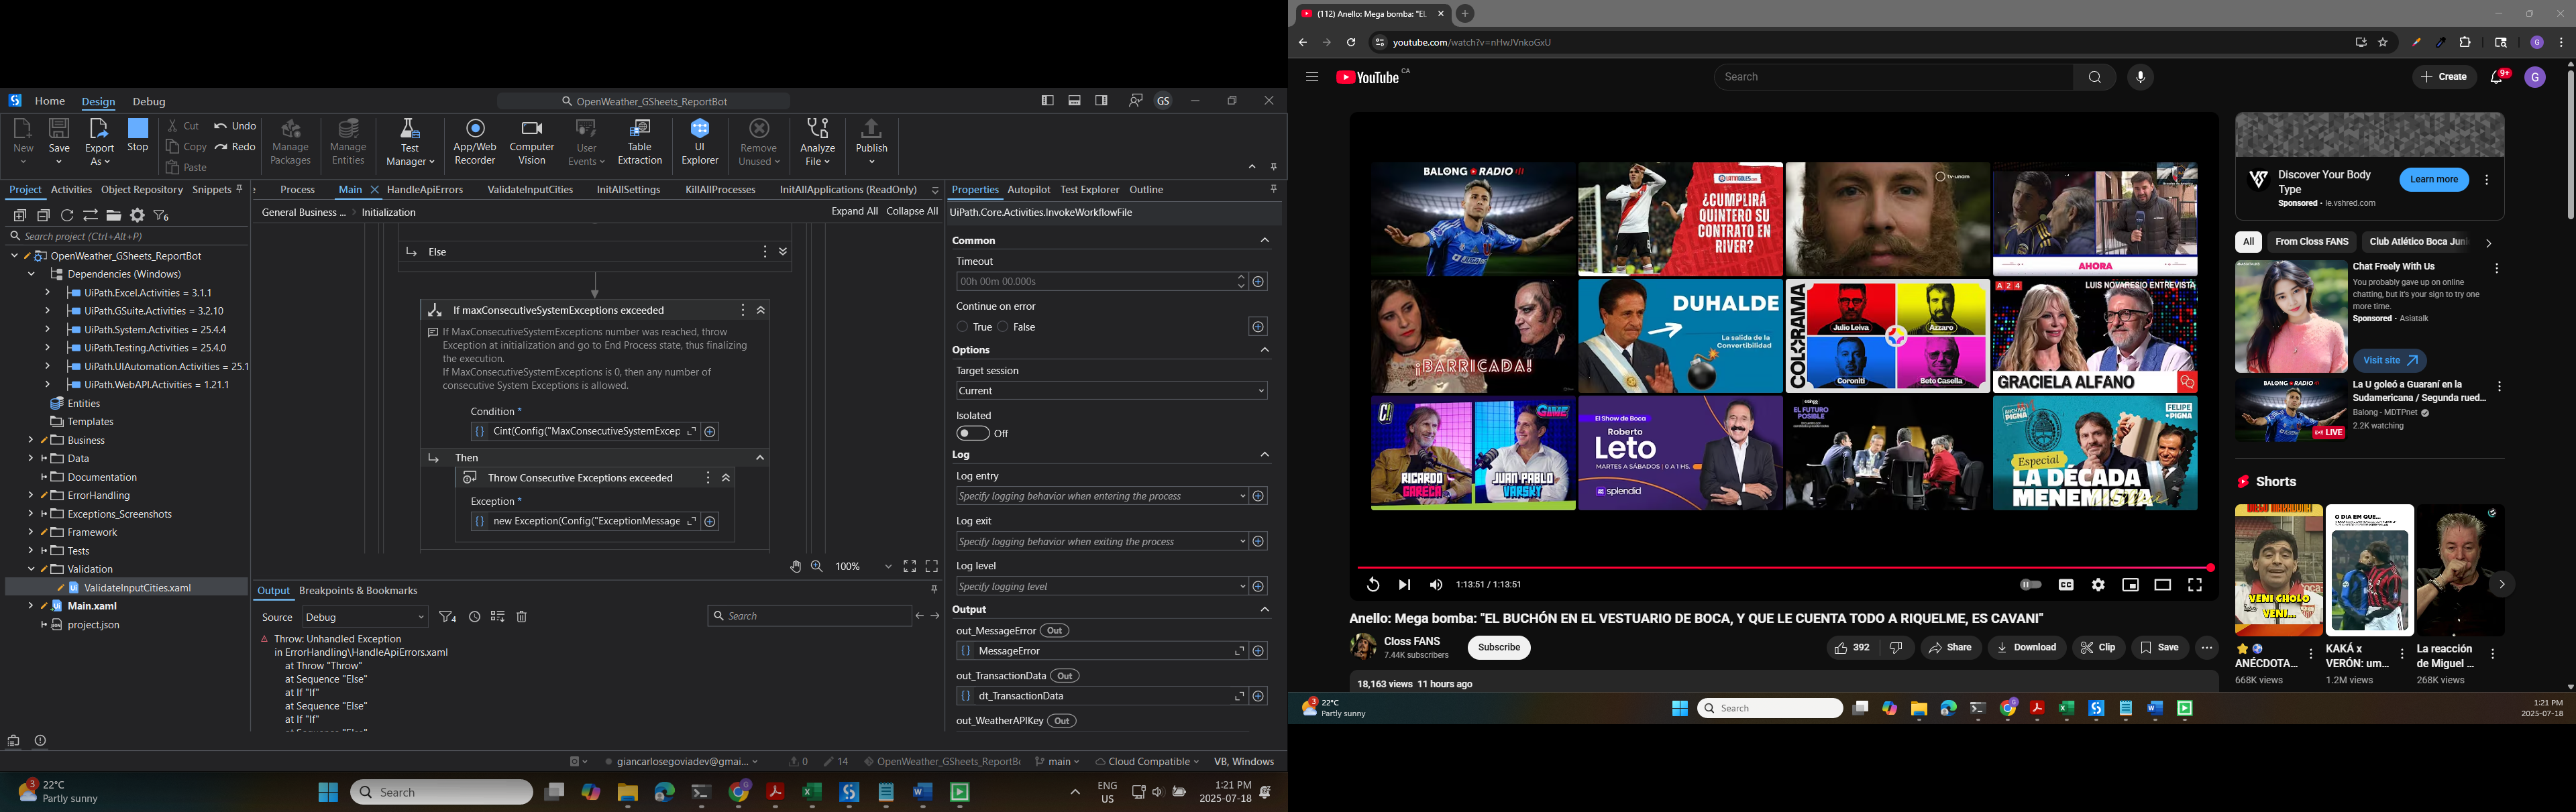 Home
Design
Debug
OpenWeather_GSheets_ReportBot
GS
New
Save
Export
As
Stop
Cut
Copy
Paste
Undo
Redo
Manage
Packages
Manage
Entities
Test
Manager
App/Web
Recorder
Computer
Vision
User
Events
Table
Extraction
UI
Explorer
Remove
Unused
Analyze
File
Publish
Project
Activities
Object Repository
Snippets
Search project (Ctrl+Alt+P)
OpenWeather_GSheets_ReportBot
Dependencies (Windows)
UiPath.Excel.Activities = 3.1.1
UiPath.GSuite.Activities = 3.2.10
UiPath.System.Activities = 25.4.4
UiPath.Testing.Activities = 25.4.0
UiPath.UIAutomation.Activities = 25.1
UiPath.WebAPI.Activities = 1.21.1
Entities
Templates
Business
Data
Documentation
ErrorHandling
Exceptions_Screenshots
Framework
Tests
Validation
ValidateInputCities.xaml
Main.xaml
project.json
Process
Main
HandleApiErrors
ValidateInputCities
InitAllSettings
KillAllProcesses
InitAllApplications (ReadOnly)
General Business ...
Initialization
Expand All
Collapse All
Else
If maxConsecutiveSystemExceptions exceeded
If MaxConsecutiveSystemExceptions number was reached, throw
Exception at initialization and go to End Process state, thus finalizing
the execution.
If MaxConsecutiveSystemExceptions is 0, then any number of
consecutive System Exceptions is allowed.
Condition *
Cint(Config("MaxConsecutiveSystemExcep
Then
Throw Consecutive Exceptions exceeded
Exception *
new Exception(Config("ExceptionMessage
100%
Output
Breakpoints & Bookmarks
Source
Debug
4
Search
Throw: Unhandled Exception
in ErrorHandling\HandleApiErrors.xaml
at Throw "Throw"
at Sequence "Else"
at If "If"
at Sequence "Else"
at If "If"
at Sequence "Else"
Properties
Autopilot
Test Explorer
Outline
UiPath.Core.Activities.InvokeWorkflowFile
Common
Timeout
00h 00m 00.000s
Continue on error
True
False
Options
Target session
Current
Isolated
Off
Log
Log entry
Specify logging behavior when entering the process
Log exit
Specify logging behavior when exiting the process
Log level
Specify logging level
Output
out_MessageError
Out
MessageError
out_TransactionData
Out
dt_TransactionData
out_WeatherAPIKey
Out
giancarlosegoviadev@gmai...
0
14
OpenWeather_GSheets_ReportBo
main
Cloud Compatible
VB, Windows
3
22°C
Partly sunny
Search
ENG
US
1:21 PM
2025-07-18
(112) Anello: Mega bomba: "EL
youtube.com/watch?v=nHwJVnkoGxU
G
YouTube
CA
Search
Create
9+
G
BALONG RADIO
LATINGOLES.com
¿CUMPLIRÁ
QUINTERO SU
CONTRATO EN
RIVER?
Tv·unam
AHORA
¡BARRICADA!
DUHALDE
La salida de la
Convertibilidad
COLORAMA
Julio Leiva
Azzaro
Coroniti
Beto Casella
A24
LUIS NOVARESIO ENTREVISTA
GRACIELA ALFANO
RICARDO
GARECA
GAME
JUAN PABLO
VARSKY
El Show de Boca
Roberto
Leto
MARTES A SÁBADOS | 0 A 1 HS.
splendid
EL FUTURO
POSIBLE
ARCHIVO
PIGNA
FELIPE
PIGNA
Especial
LA DÉCADA
MENEMISTA
1:13:51 / 1:13:51
Anello: Mega bomba: "EL BUCHÓN EN EL VESTUARIO DE BOCA, Y QUE LE CUENTA TODO A RIQUELME, ES CAVANI"
Closs FANS
7.44K subscribers
Subscribe
392
Share
Download
Clip
Save
18,163 views 11 hours ago
Discover Your Body
Type
Sponsored · le.vshred.com
Learn more
All
From Closs FANS
Club Atlético Boca Juni
Chat Freely With Us
You probably gave up on online
chatting, but it's your sign to try one
more time.
Sponsored · Asiatalk
Visit site
BALONG RADIO
LIVE
La U goleó a Guaraní en la
Sudamericana / Segunda rued...
Balong - MDTPnet
2.2K watching
Shorts
VENI CHOLO
VENI...
O DIA EM QUE...
ANÉCDOTA...
668K views
KAKÁ x
VERÓN: um...
1.2M views
La reacción
de Miguel ...
268K views
3
22°C
Partly sunny
Search
1:21 PM
2025-07-18